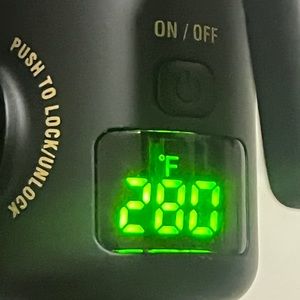 ON / OFF
PUSH TO LOCK/UNLOCK
°F
280